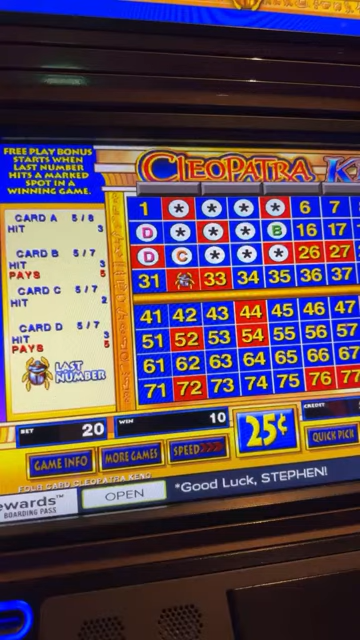 CLEOPATRA K
FREE PLAY BONUS
STARTS WHEN
LAST NUMBER
HITS A MARKED
SPOT IN A
WINNING GAME.
CARD A 5/8
HIT 3
CARD B 5/7
HIT 3
PAYS 5
CARD C 5/7
HIT 2
CARD D 5/7
HIT 3
PAYS 5
LAST
NUMBER
1 * * * * 6 7
D * * * B 16 17
D C * * * 26 27
31 33 34 35 36 37
41 42 43 44 45 46 47
51 52 53 54 55 56 57
61 62 63 64 65 66 67
71 72 73 74 75 76 77
BET 20 WIN 10 25¢ CREDIT
GAME INFO MORE GAMES SPEED>>>> QUICK PICK
FOUR CARD CLEOPATRA KENO
ewards™
BOARDING PASS
OPEN
*Good Luck, STEPHEN!